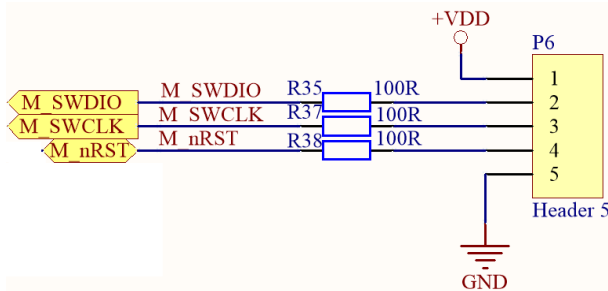 +VDD
P6
M_SWDIO M_SWDIO R35 100R 1
M_SWCLK M_SWCLK R37 100R 2
M_nRST M_nRST R38 100R 3
4
5
Header 5
GND